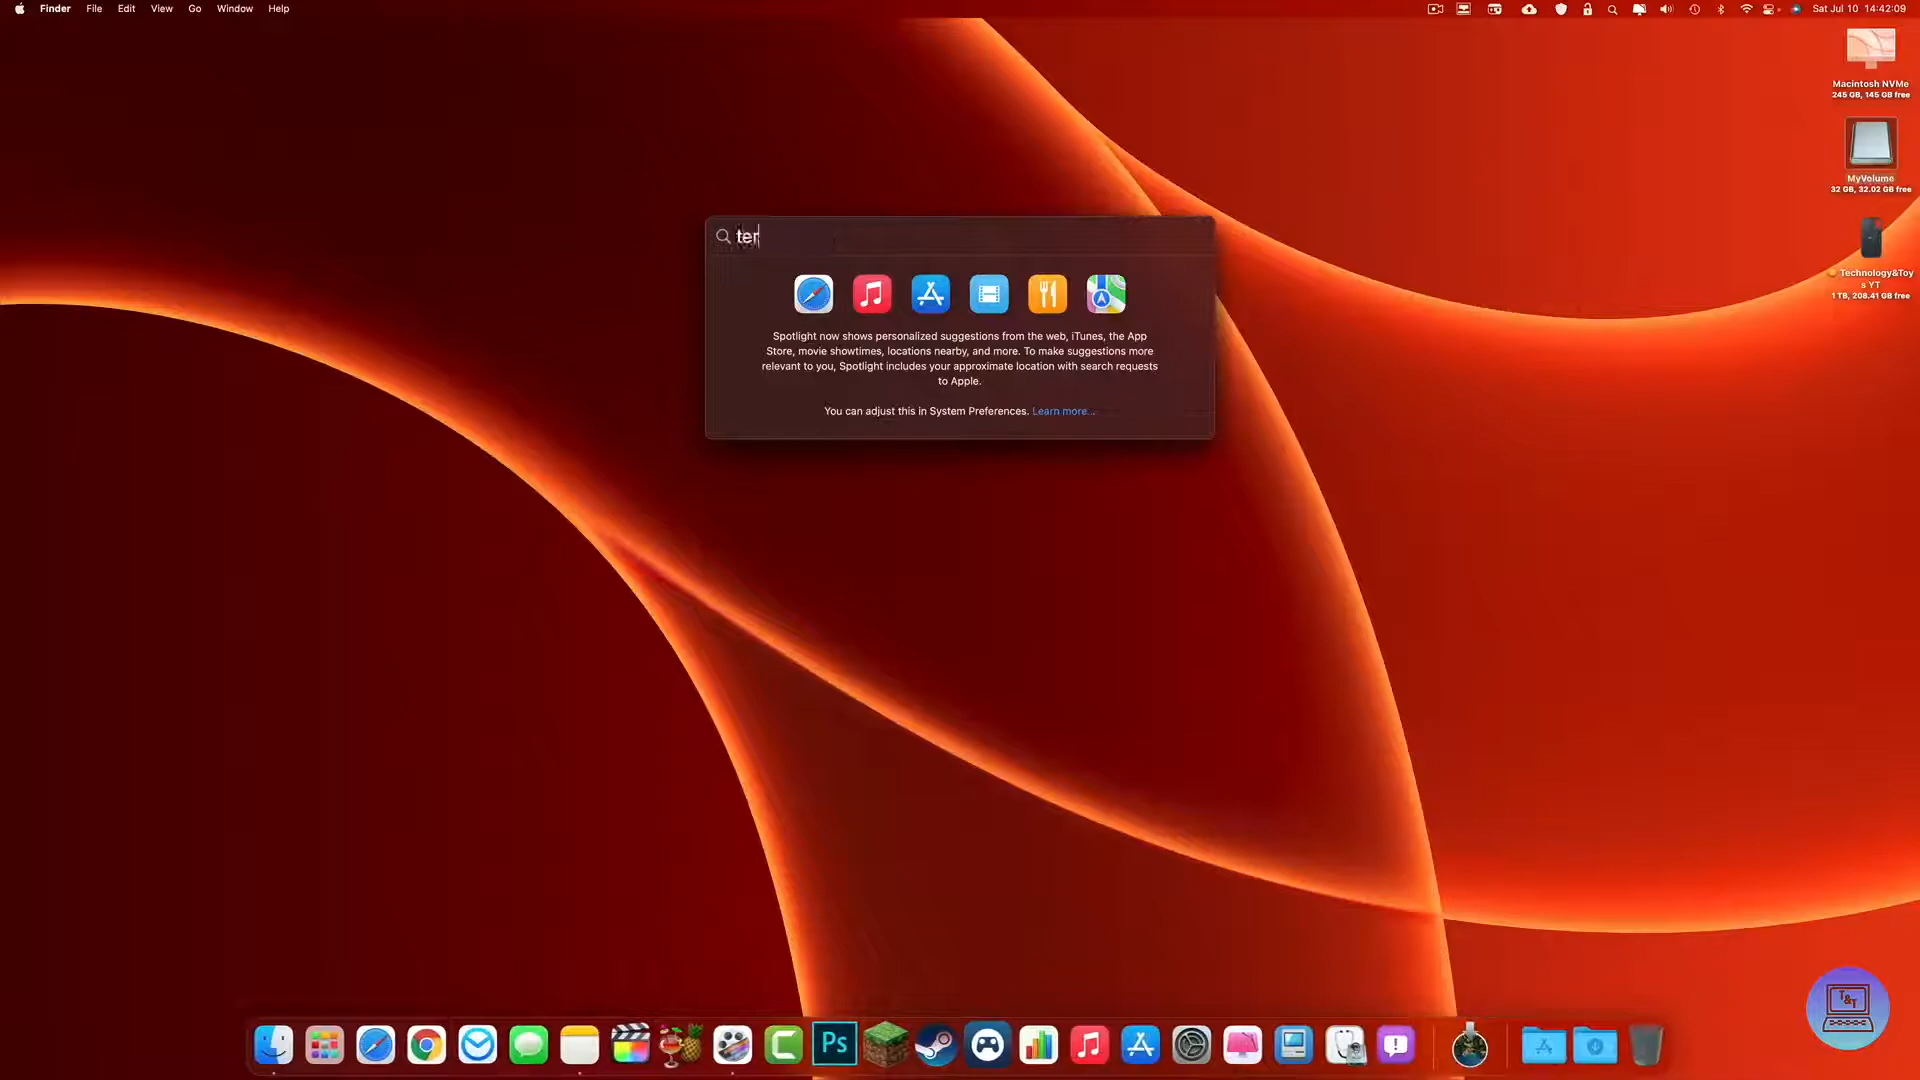 Finder File Edit View Go Window Help
Sat Jul 10 14:42:09
Macintosh NVMe
245 GB, 145 GB free
MyVolume
32 GB, 32.02 GB free
Technology&Toy
s YT
1 TB, 208.41 GB free
ter
Spotlight now shows personalized suggestions from the web, iTunes, the App
Store, movie showtimes, locations nearby, and more. To make suggestions more
relevant to you, Spotlight includes your approximate location with search requests
to Apple.
You can adjust this in System Preferences. Learn more...
Ps
T&T